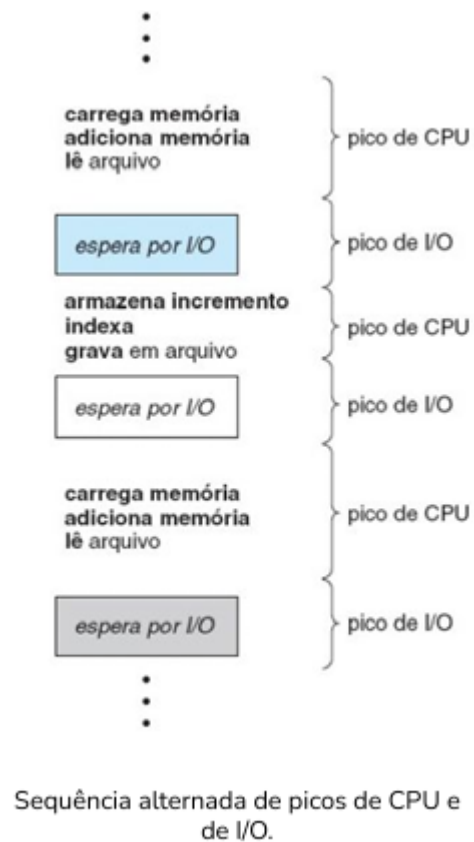 carrega memória
adiciona memória
lê arquivo
pico de CPU
espera por I/O
pico de I/O
armazena incremento
indexa
grava em arquivo
pico de CPU
espera por I/O
pico de I/O
carrega memória
adiciona memória
lê arquivo
pico de CPU
espera por I/O
pico de I/O
Sequência alternada de picos de CPU e
de I/O.